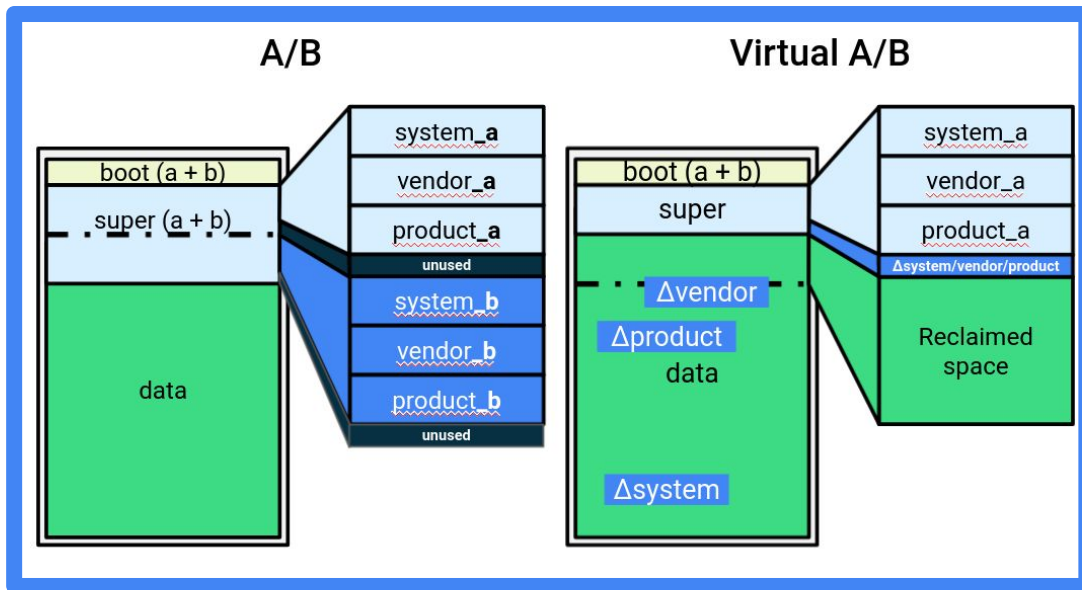 A/B
boot (a + b)
super (a + b)
data
system_a
vendor_a
product_a
unused
system_b
vendor_b
product_b
unused
Virtual A/B
boot (a + b)
super
Δvendor
Δproduct
data
Δsystem
system_a
vendor_a
product_a
Δsystem/vendor/product
Reclaimed
space